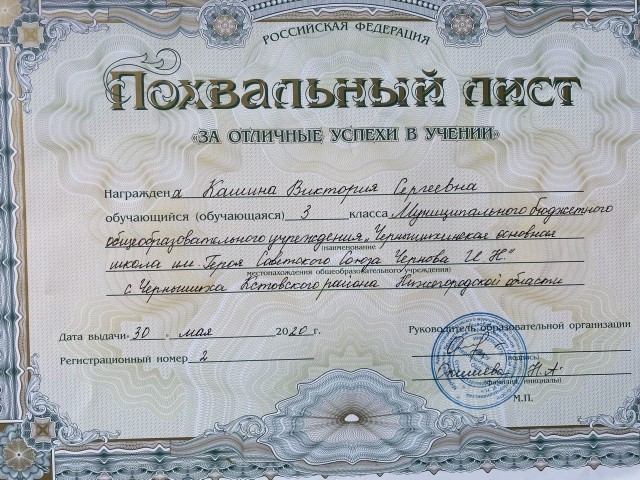 РОССИЙСКАЯ ФЕДЕРАЦИЯ
Похвальный лист
«ЗА ОТЛИЧНЫЕ УСПЕХИ В УЧЕНИИ»
Награждена Кашина Виктория Сергеевна
обучающийся (обучающаяся) 3 класса Муниципального бюджетного
общеобразовательного учреждения „Чернышихинская основная
(наименование
школа им. Героя Советского Союза Чернова И Н."
местонахождения общеобразовательного учреждения)
с Чернышиха Кстовского района Нижегородской области
Дата выдачи 30 мая 2020 г.
Руководитель образовательной организации
Регистрационный номер 2
(подпись)
Н.А.
(фамилия, инициалы)
М.П.